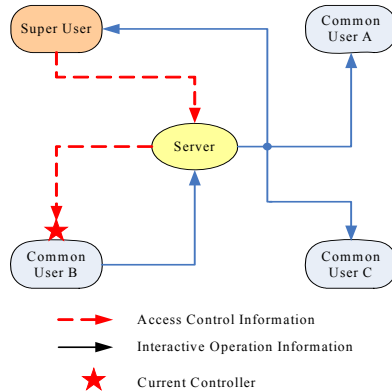 Super User
Common
User A
Server
Common
User B
Common
User C
Access Control Information
Interactive Operation Information
Current Controller